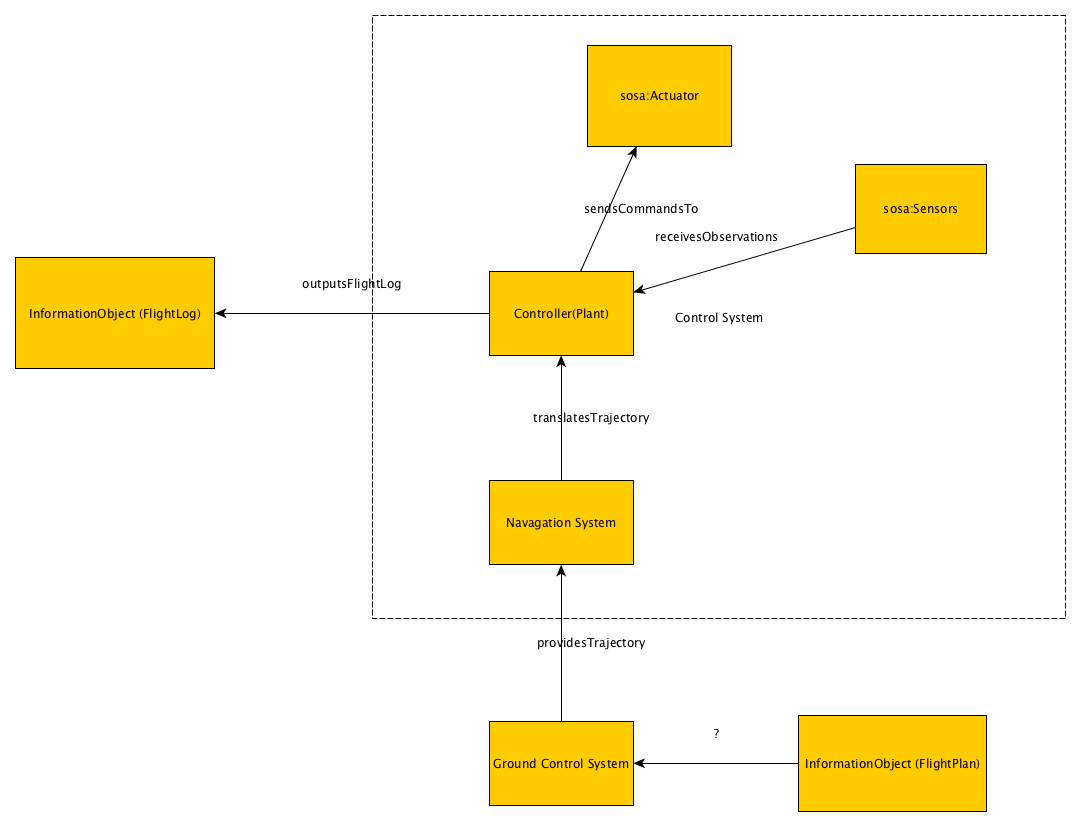 sosa:Actuator
sosa:Sensors
sendsCommandsTo
receivesObservations
outputsFlightLog
InformationObject (FlightLog)
Controller(Plant)
Control System
translatesTrajectory
Navagation System
providesTrajectory
?
Ground Control System
InformationObject (FlightPlan)